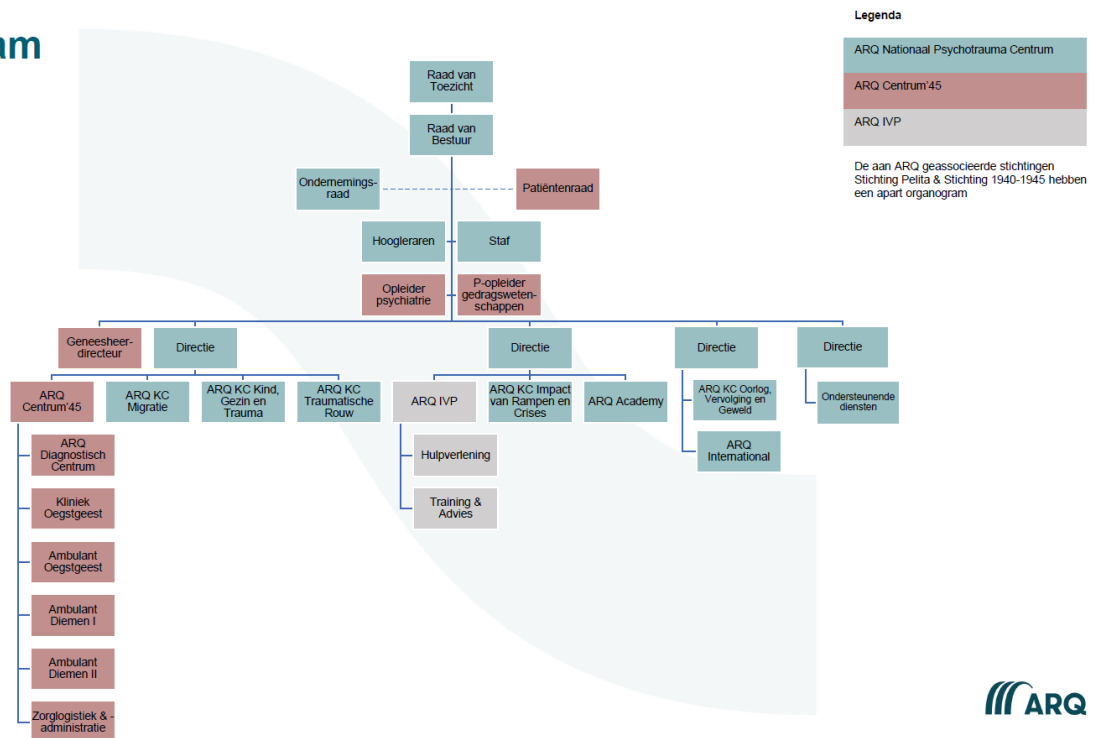 am
Legenda
ARQ Nationaal Psychotrauma Centrum
ARQ Centrum'45
ARQ IVP
De aan ARQ geassocieerde stichtingen
Stichting Pelita & Stichting 1940-1945 hebben
een apart organogram
Raad van
Toezicht
Raad van
Bestuur
Ondernemings-
raad
Patiëntenraad
Hoogleraren
Staf
Opleider
psychiatrie
P-opleider
gedragsweten-
schappen
Geneesheer-
directeur
Directie
Directie
Directie
Directie
ARQ
Centrum'45
ARQ KC
Migratie
ARQ KC Kind,
Gezin en
Trauma
ARQ KC
Traumatische
Rouw
ARQ IVP
ARQ KC Impact
van Rampen en
Crises
ARQ Academy
ARQ KC Oorlog,
Vervolging en
Geweld
Ondersteunende
diensten
ARQ
Diagnostisch
Centrum
Hulpverlening
ARQ
International
Kliniek
Oegstgeest
Training &
Advies
Ambulant
Oegstgeest
Ambulant
Diemen I
Ambulant
Diemen II
Zorglogistiek & -
administratie
ARQ